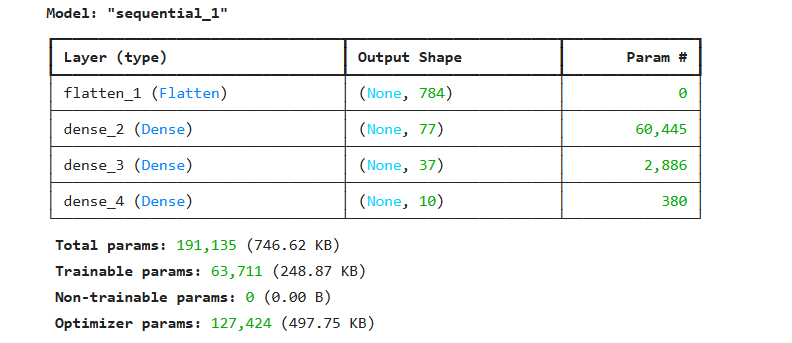 Model: "sequential_1"
Layer (type) Output Shape Param #
flatten_1 (Flatten) (None, 784) 0
dense_2 (Dense) (None, 77) 60,445
dense_3 (Dense) (None, 37) 2,886
dense_4 (Dense) (None, 10) 380
Total params: 191,135 (746.62 KB)
Trainable params: 63,711 (248.87 KB)
Non-trainable params: 0 (0.00 B)
Optimizer params: 127,424 (497.75 KB)